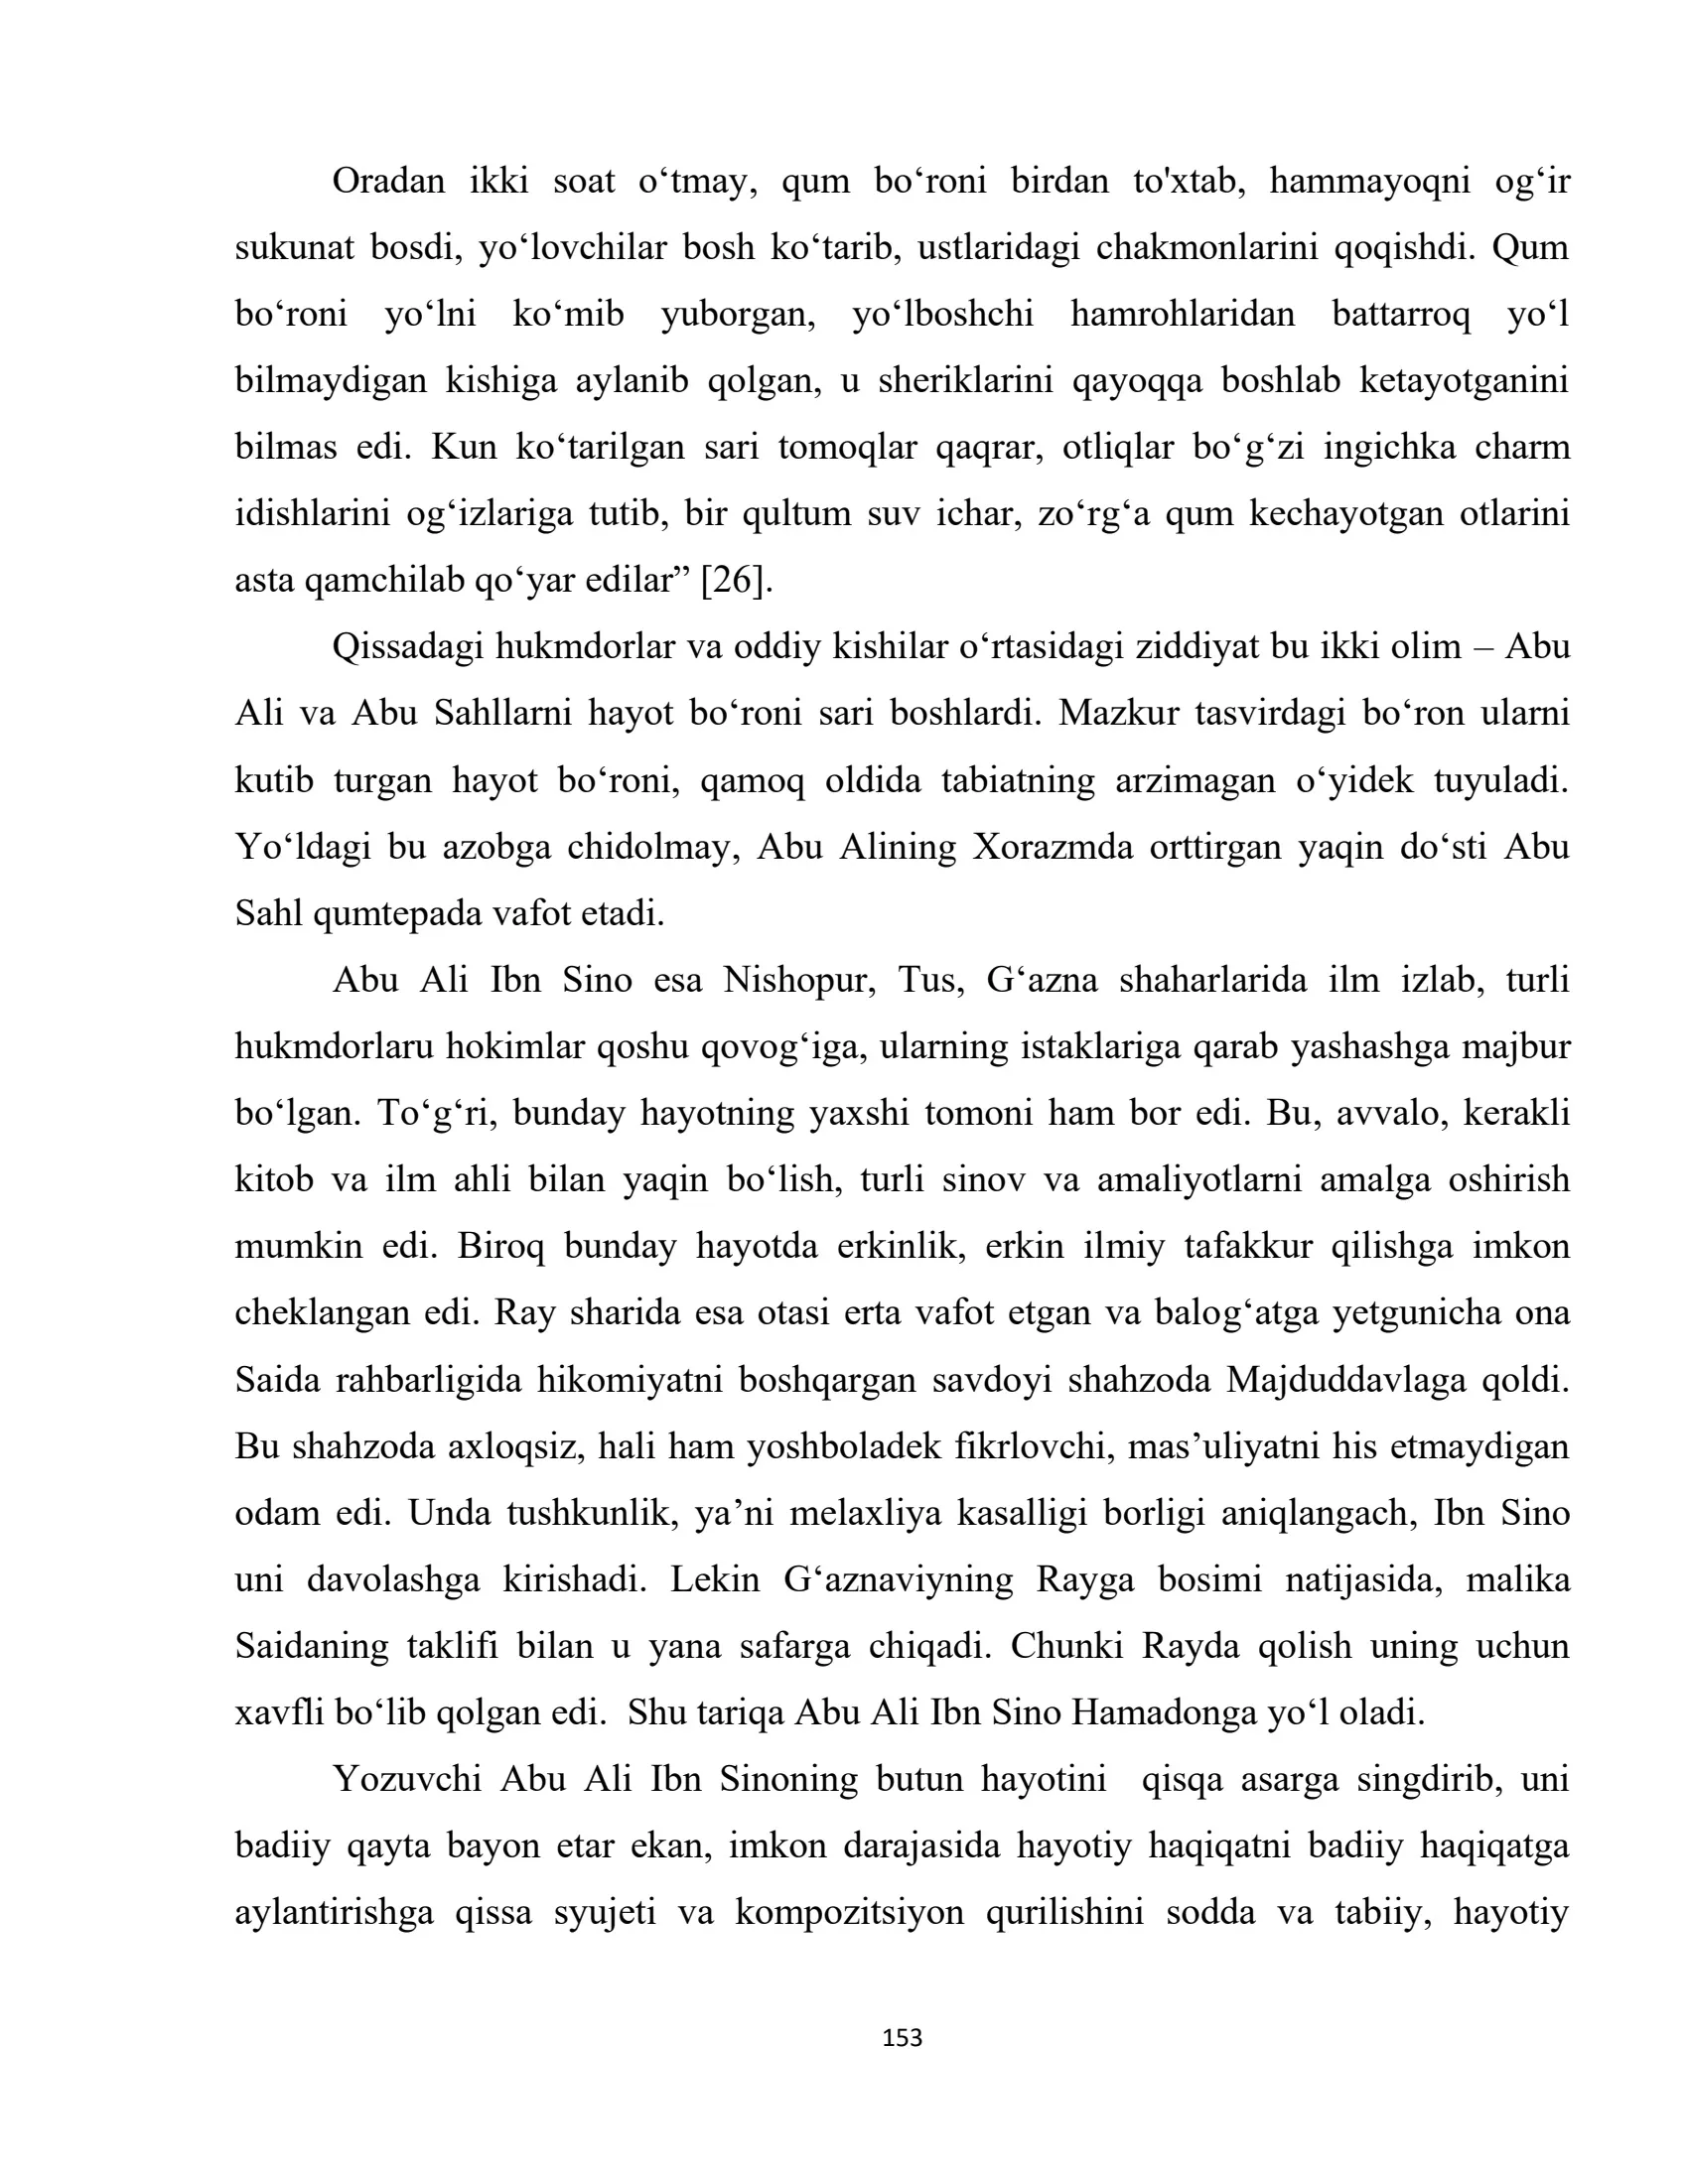 Oradan ikki soat o‘tmay, qum bo‘roni birdan to'xtab, hammayoqni og‘ir
sukunat bosdi, yo‘lovchilar bosh ko‘tarib, ustlaridagi chakmonlarini qoqishdi. Qum
bo‘roni yo‘lni ko‘mib yuborgan, yo‘lboshchi hamrohlaridan battarroq yo‘l
bilmaydigan kishiga aylanib qolgan, u sheriklarini qayoqqa boshlab ketayotganini
bilmas edi. Kun ko‘tarilgan sari tomoqlar qaqrar, otliqlar bo‘g‘zi ingichka charm
idishlarini og‘izlariga tutib, bir qultum suv ichar, zo‘rg‘a qum kechayotgan otlarini
asta qamchilab qo‘yar edilar” [26].
Qissadagi hukmdorlar va oddiy kishilar o‘rtasidagi ziddiyat bu ikki olim – Abu
Ali va Abu Sahllarni hayot bo‘roni sari boshlardi. Mazkur tasvirdagi bo‘ron ularni
kutib turgan hayot bo‘roni, qamoq oldida tabiatning arzimagan o‘yidek tuyuladi.
Yo‘ldagi bu azobga chidolmay, Abu Alining Xorazmda orttirgan yaqin do‘sti Abu
Sahl qumtepada vafot etadi.
Abu Ali Ibn Sino esa Nishopur, Tus, G‘azna shaharlarida ilm izlab, turli
hukmdorlaru hokimlar qoshu qovog‘iga, ularning istaklariga qarab yashashga majbur
bo‘lgan. To‘g‘ri, bunday hayotning yaxshi tomoni ham bor edi. Bu, avvalo, kerakli
kitob va ilm ahli bilan yaqin bo‘lish, turli sinov va amaliyotlarni amalga oshirish
mumkin edi. Biroq bunday hayotda erkinlik, erkin ilmiy tafakkur qilishga imkon
cheklangan edi. Ray sharida esa otasi erta vafot etgan va balog‘atga yetgunicha ona
Saida rahbarligida hikomiyatni boshqargan savdoyi shahzoda Majduddavlaga qoldi.
Bu shahzoda axloqsiz, hali ham yoshboladek fikrlovchi, mas’uliyatni his etmaydigan
odam edi. Unda tushkunlik, ya’ni melaxliya kasalligi borligi aniqlangach, Ibn Sino
uni davolashga kirishadi. Lekin G‘aznaviyning Rayga bosimi natijasida, malika
Saidaning taklifi bilan u yana safarga chiqadi. Chunki Rayda qolish uning uchun
xavfli bo‘lib qolgan edi.  Shu tariqa Abu Ali Ibn Sino Hamadonga yo‘l oladi.
Yozuvchi Abu Ali Ibn Sinoning butun hayotini  qisqa asarga singdirib, uni
badiiy qayta bayon etar ekan, imkon darajasida hayotiy haqiqatni badiiy haqiqatga
aylantirishga qissa syujeti va kompozitsiyon qurilishini sodda va tabiiy, hayotiy
153